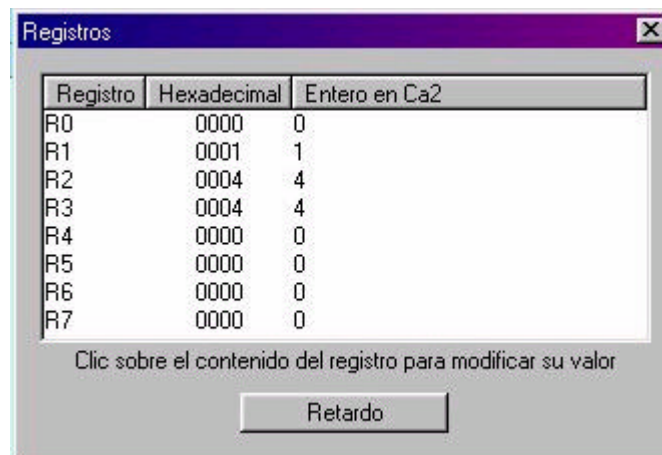 Registros
Registro Hexadecimal Entero en Ca2
R0 0000 0
R1 0001 1
R2 0004 4
R3 0004 4
R4 0000 0
R5 0000 0
R6 0000 0
R7 0000 0
Clic sobre el contenido del registro para modificar su valor
Retardo